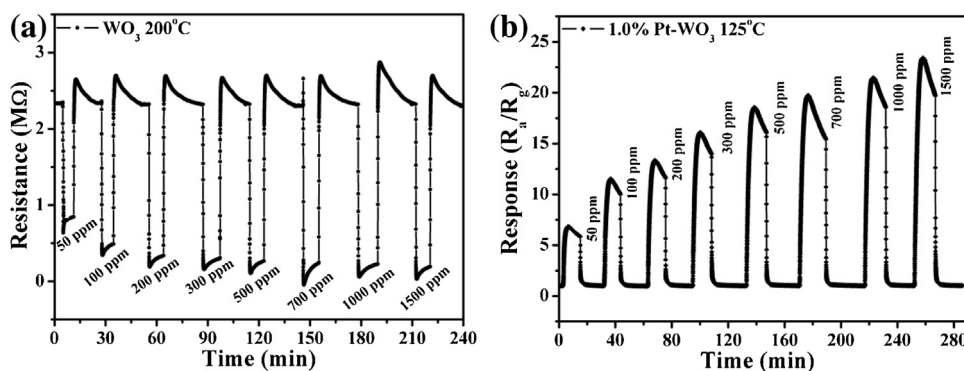 (a)
WO₃ 200°C
Resistance (MΩ)
3
2
1
0
50 ppm
100 ppm
200 ppm
300 ppm
500 ppm
700 ppm
1000 ppm
1500 ppm
0 30 60 90 120 150 180 210 240
Time (min)
(b)
1.0% Pt-WO₃ 125°C
Response (Rₐ/R_g)
25
20
15
10
5
0
50 ppm
100 ppm
200 ppm
300 ppm
500 ppm
700 ppm
1000 ppm
1500 ppm
0 40 80 120 160 200 240 280
Time (min)